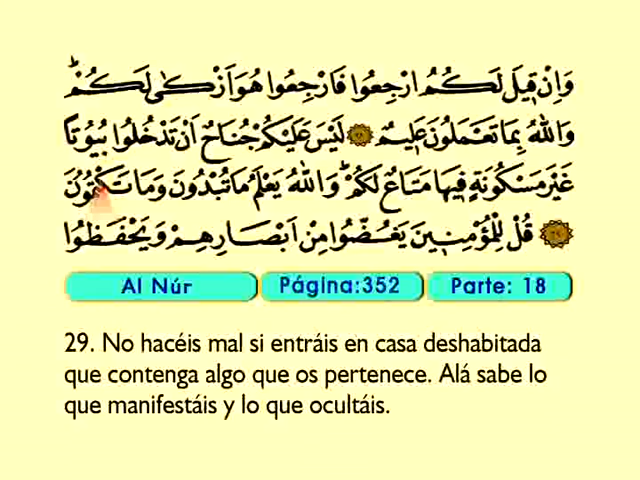 وَاِنْ قِيلَ لَكُمُ ارْجِعُوا فَارْجِعُوا هُوَ اَزْكٰى لَكُمْۜ
وَاللّٰهُ بِمَا تَعْمَلُونَ عَلِيمٌ ﴿٢٨﴾ لَيْسَ عَلَيْكُمْ جُنَاحٌ اَنْ تَدْخُلُوا بُيُوتًا
غَيْرَ مَسْكُونَةٍ فِيهَا مَتَاعٌ لَكُمْۜ وَاللّٰهُ يَعْلَمُ مَا تُبْدُونَ وَمَا تَكْتُمُونَ
﴿٢٩﴾ قُلْ لِلْمُؤْمِنِينَ يَغُضُّوا مِنْ اَبْصَارِهِمْ وَيَحْفَظُوا
Al Núr Página:352 Parte: 18
29. No hacéis mal si entráis en casa deshabitada
que contenga algo que os pertenece. Alá sabe lo
que manifestáis y lo que ocultáis.